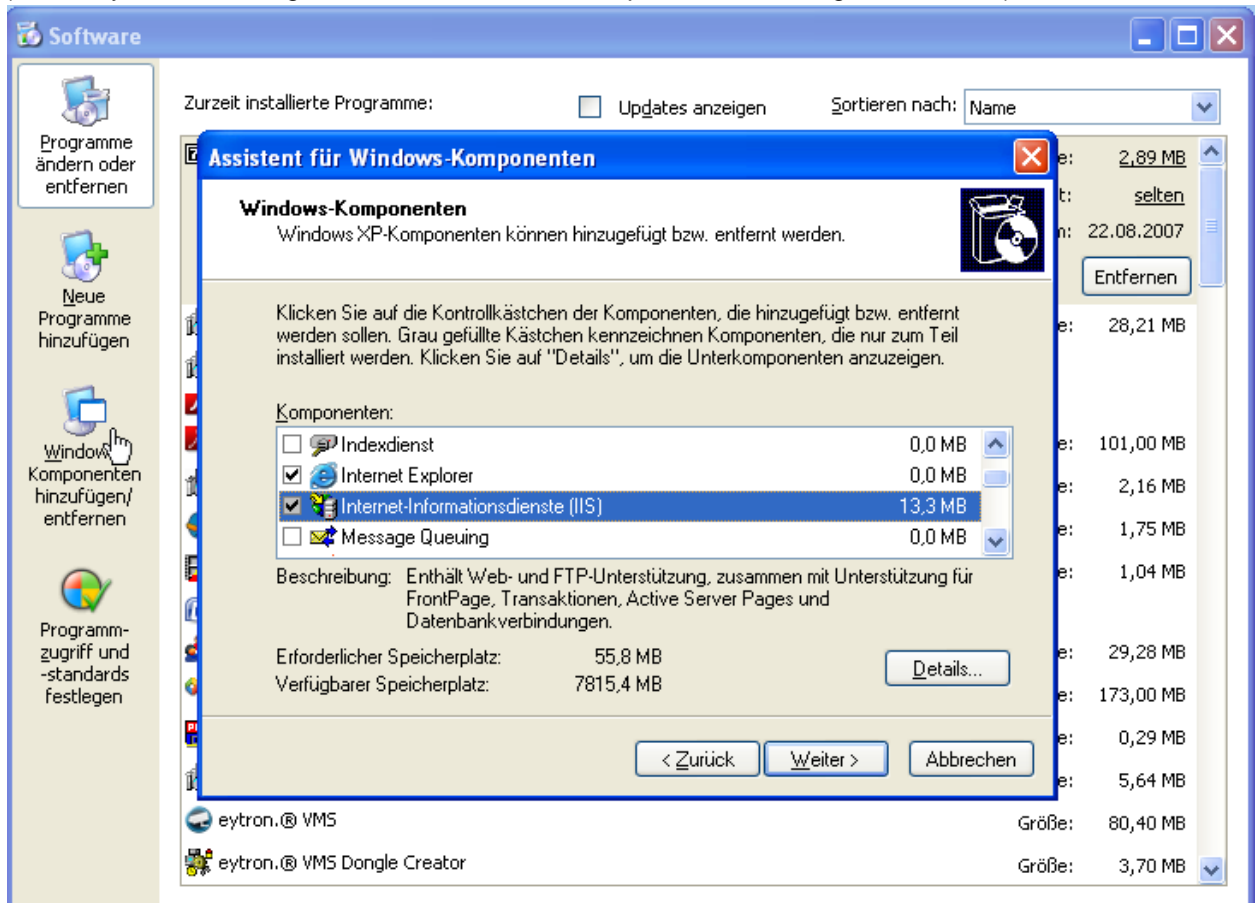 Software
Programme
ändern oder
entfernen
Neue
Programme
hinzufügen
Komponenten
hinzufügen/
entfernen
Programm-
zugriff und
-standards
festlegen
Zurzeit installierte Programme:
Updates anzeigen
Sortieren nach: Name
2,89 MB
selten
22.08.2007
Entfernen
28,21 MB
101,00 MB
2,16 MB
1,75 MB
1,04 MB
29,28 MB
173,00 MB
0,29 MB
5,64 MB
eytron.® VMS Größe: 80,40 MB
eytron.® VMS Dongle Creator Größe: 3,70 MB
Assistent für Windows-Komponenten
Windows-Komponenten
Windows XP-Komponenten können hinzugefügt bzw. entfernt werden.
Klicken Sie auf die Kontrollkästchen der Komponenten, die hinzugefügt bzw. entfernt
werden sollen. Grau gefüllte Kästchen kennzeichnen Komponenten, die nur zum Teil
installiert werden. Klicken Sie auf "Details", um die Unterkomponenten anzuzeigen.
Komponenten:
Indexdienst 0,0 MB
Internet Explorer 0,0 MB
Internet-Informationsdienste (IIS) 13,3 MB
Message Queuing 0,0 MB
Beschreibung: Enthält Web- und FTP-Unterstützung, zusammen mit Unterstützung für
FrontPage, Transaktionen, Active Server Pages und
Datenbankverbindungen.
Erforderlicher Speicherplatz: 55,8 MB
Verfügbarer Speicherplatz: 7815,4 MB
Details...
< Zurück
Weiter >
Abbrechen